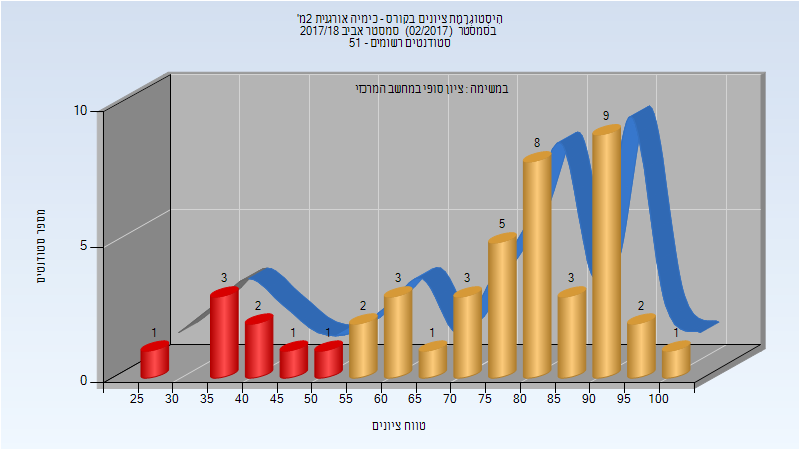 היסטוגרמת ציונים בקורס - כימיה אורגנית 2מ'
בסמסטר (02/2017) סמסטר אביב 2017/18
סטודנטים רשומים - 51
במשימה : ציון סופי במחשב המרכזי
10
5
0
מספר סטודנטים
1
3
2
1
1
2
3
1
3
5
8
3
9
2
1
25 30 35 40 45 50 55 60 65 70 75 80 85 90 95 100
טווח ציונים